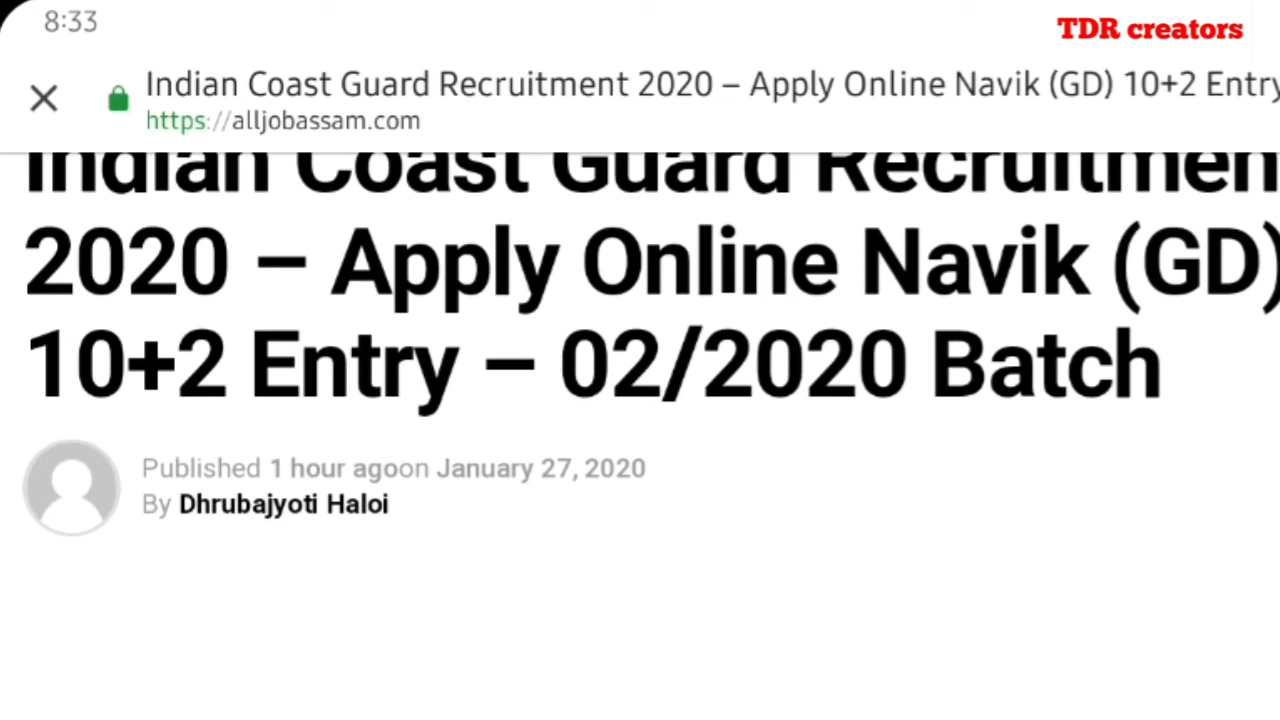 8:33
TDR creators
Indian Coast Guard Recruitment 2020 – Apply Online Navik (GD) 10+2 Entry
https://alljobassam.com
Indian Coast Guard Recruitmen
2020 – Apply Online Navik (GD)
10+2 Entry – 02/2020 Batch
Published 1 hour agoon January 27, 2020
By Dhrubajyoti Haloi